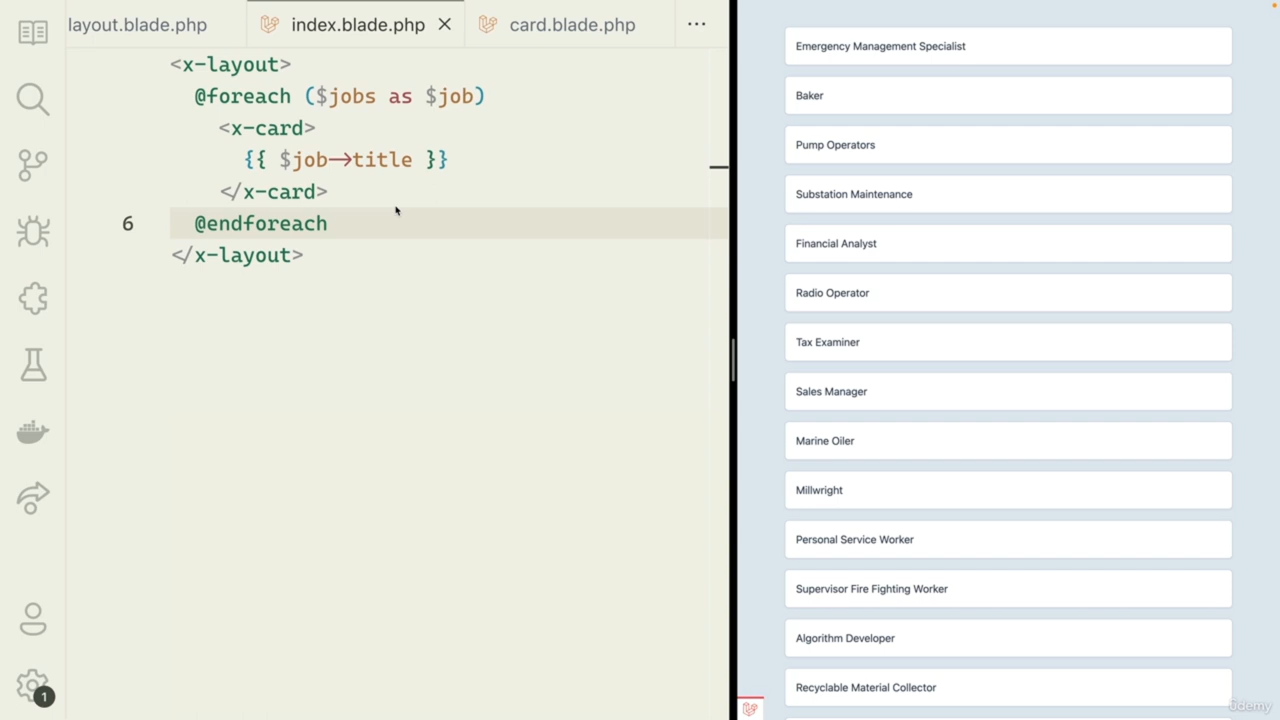 layout.blade.php
index.blade.php
card.blade.php
<x-layout>
@foreach ($jobs as $job)
<x-card>
{{ $job->title }}
</x-card>
6 @endforeach
</x-layout>
1
Emergency Management Specialist
Baker
Pump Operators
Substation Maintenance
Financial Analyst
Radio Operator
Tax Examiner
Sales Manager
Marine Oiler
Millwright
Personal Service Worker
Supervisor Fire Fighting Worker
Algorithm Developer
Recyclable Material Collector
ûdemy